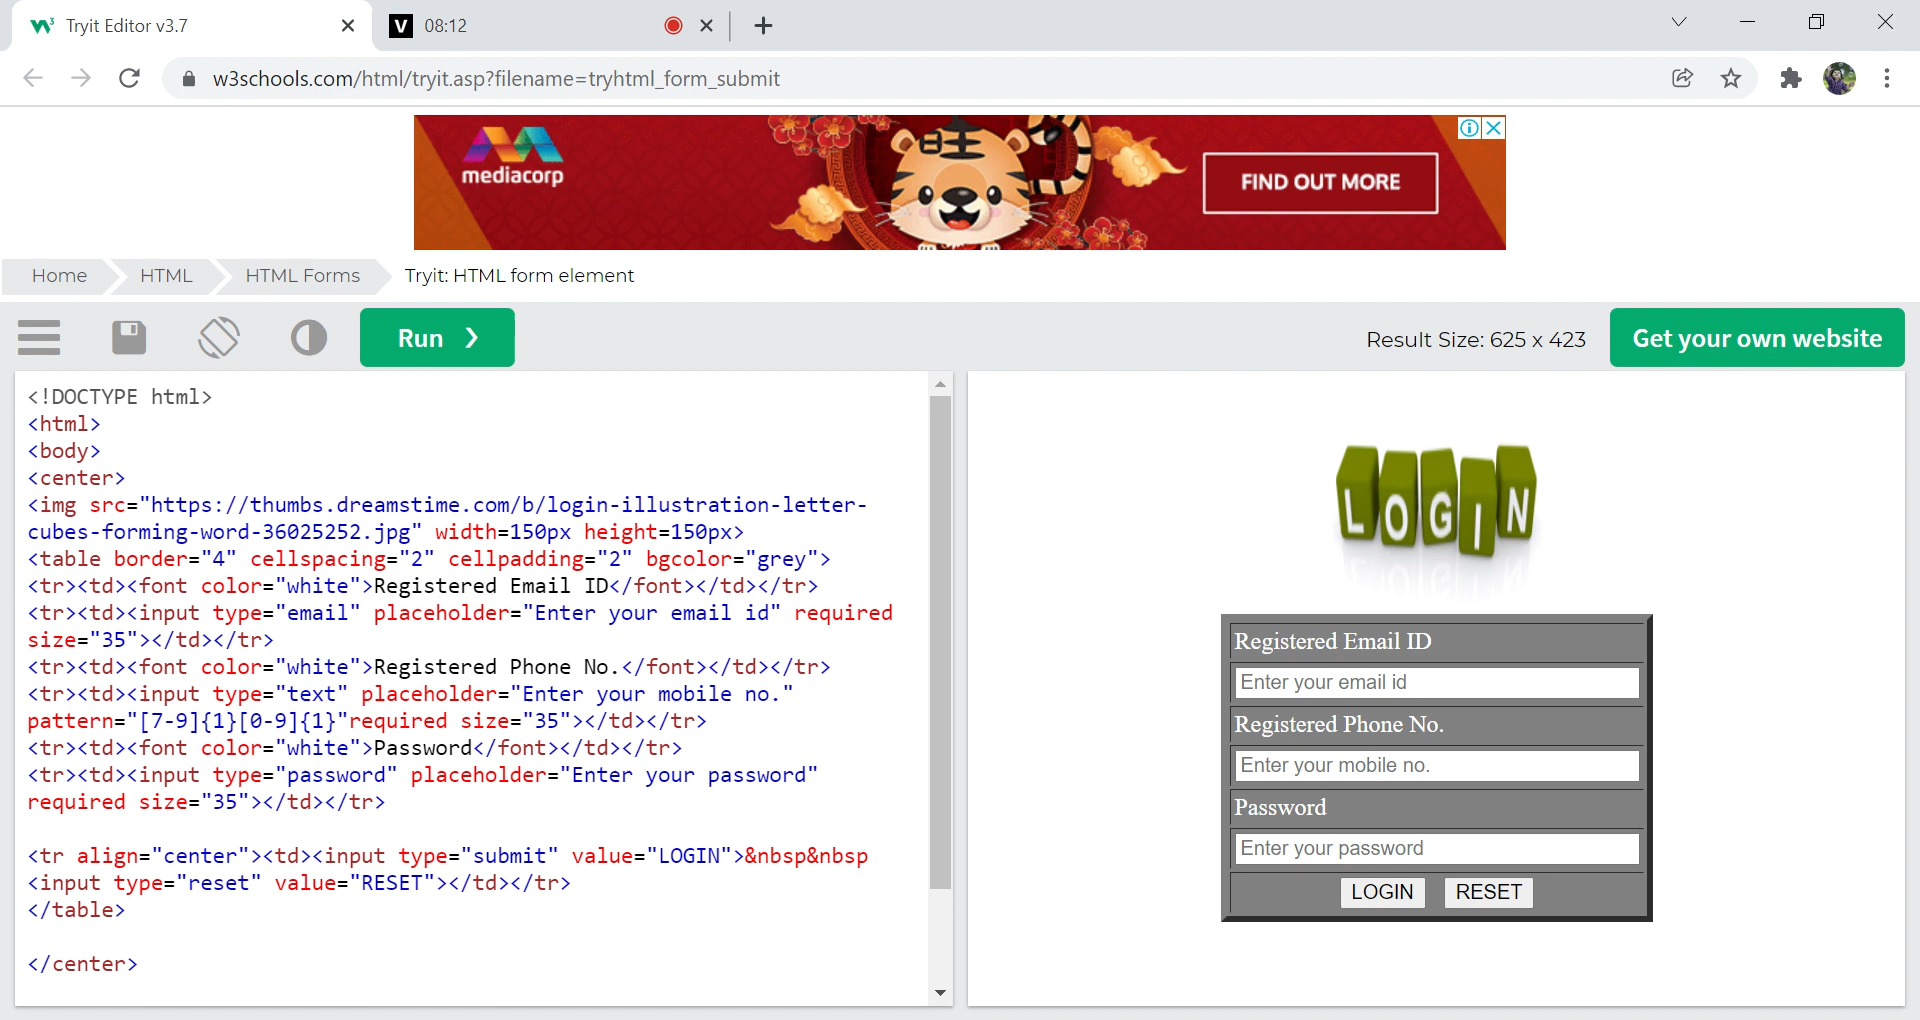 Tryit Editor v3.7
V 08:12
w3schools.com/html/tryit.asp?filename=tryhtml_form_submit
mediacorp
旺
FIND OUT MORE
Home
HTML
HTML Forms
Tryit: HTML form element
Run ❯
Result Size: 625 x 423
Get your own website
<!DOCTYPE html>
<html>
<body>
<center>
<img src="https://thumbs.dreamstime.com/b/login-illustration-letter-
cubes-forming-word-36025252.jpg" width=150px height=150px>
<table border="4" cellspacing="2" cellpadding="2" bgcolor="grey">
<tr><td><font color="white">Registered Email ID</font></td></tr>
<tr><td><input type="email" placeholder="Enter your email id" required
size="35"></td></tr>
<tr><td><font color="white">Registered Phone No.</font></td></tr>
<tr><td><input type="text" placeholder="Enter your mobile no."
pattern="[7-9]{1}[0-9]{1}"required size="35"></td></tr>
<tr><td><font color="white">Password</font></td></tr>
<tr><td><input type="password" placeholder="Enter your password"
required size="35"></td></tr>
<tr align="center"><td><input type="submit" value="LOGIN">&nbsp&nbsp
<input type="reset" value="RESET"></td></tr>
</table>
</center>
LOGIN
Registered Email ID
Enter your email id
Registered Phone No.
Enter your mobile no.
Password
Enter your password
LOGIN RESET